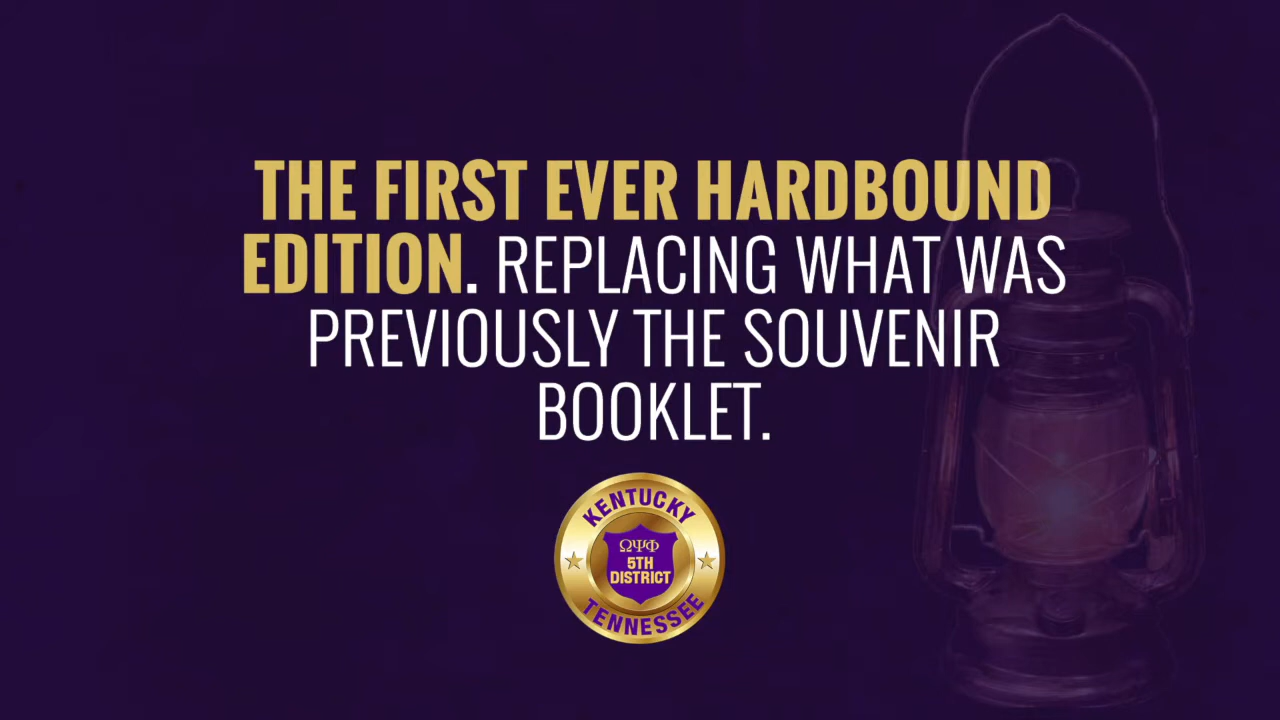 THE FIRST EVER HARDBOUND
EDITION. REPLACING WHAT WAS
PREVIOUSLY THE SOUVENIR
BOOKLET.
KENTUCKY
ΩΨΦ
5TH
DISTRICT
TENNESSEE